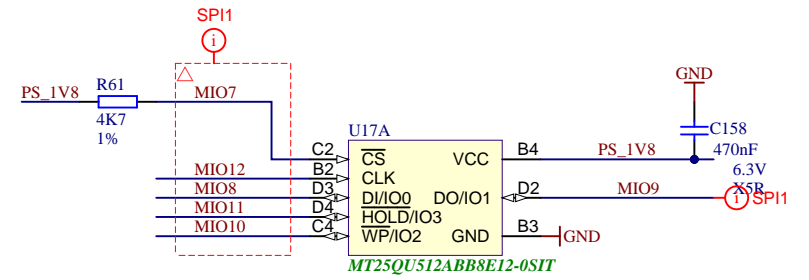 SPI1
i
PS_1V8
R61
4K7
1%
MIO7
MIO12
MIO8
MIO11
MIO10
U17A
C2
B2
D3
D4
C4
CS
CLK
DI/IO0
HOLD/IO3
WP/IO2
VCC
DO/IO1
GND
B4
D2
B3
PS_1V8
MIO9
GND
GND
C158
470nF
6.3V
X5R
i
SPI1
MT25QU512ABB8E12-0SIT